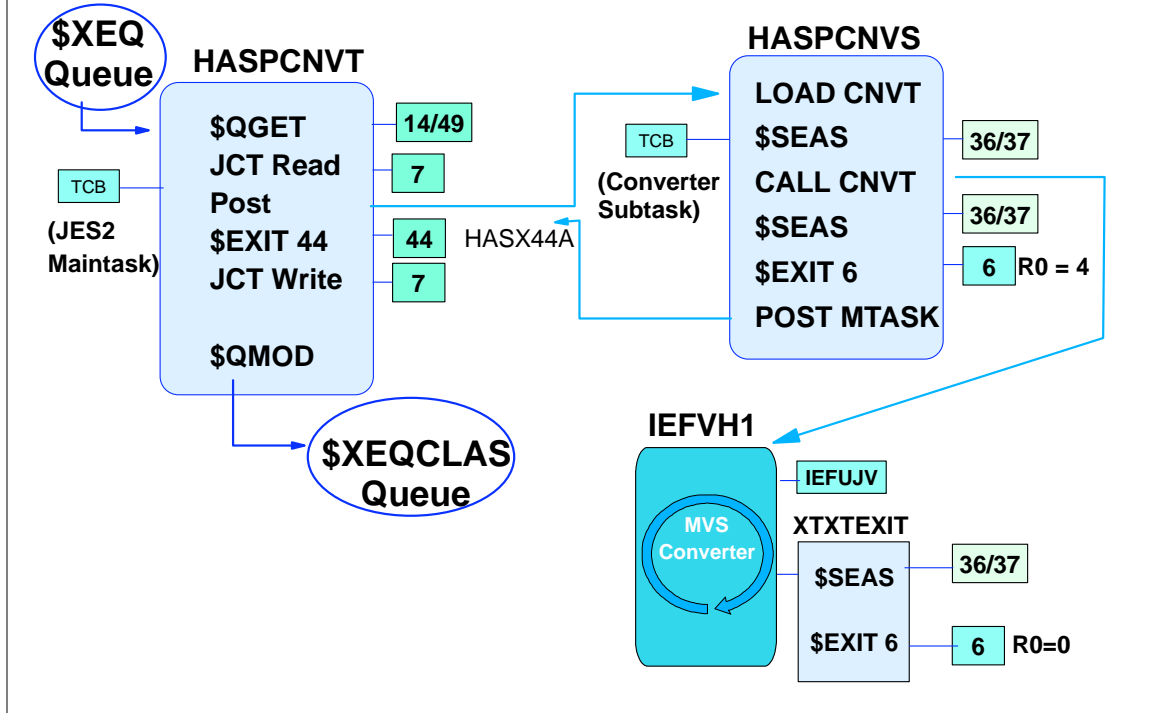 $XEQ
Queue
HASPCNVT
$QGET
14/49
JCT Read
7
Post
$EXIT 44
44
JCT Write
7
$QMOD
TCB
(JES2
Maintask)
$XEQCLAS
Queue
HASX44A
HASPCNVS
LOAD CNVT
$SEAS
36/37
CALL CNVT
$SEAS
36/37
$EXIT 6
6 R0 = 4
POST MTASK
TCB
(Converter
Subtask)
IEFVH1
IEFUJV
MVS
Converter
XTXTEXIT
$SEAS
36/37
$EXIT 6
6 R0=0